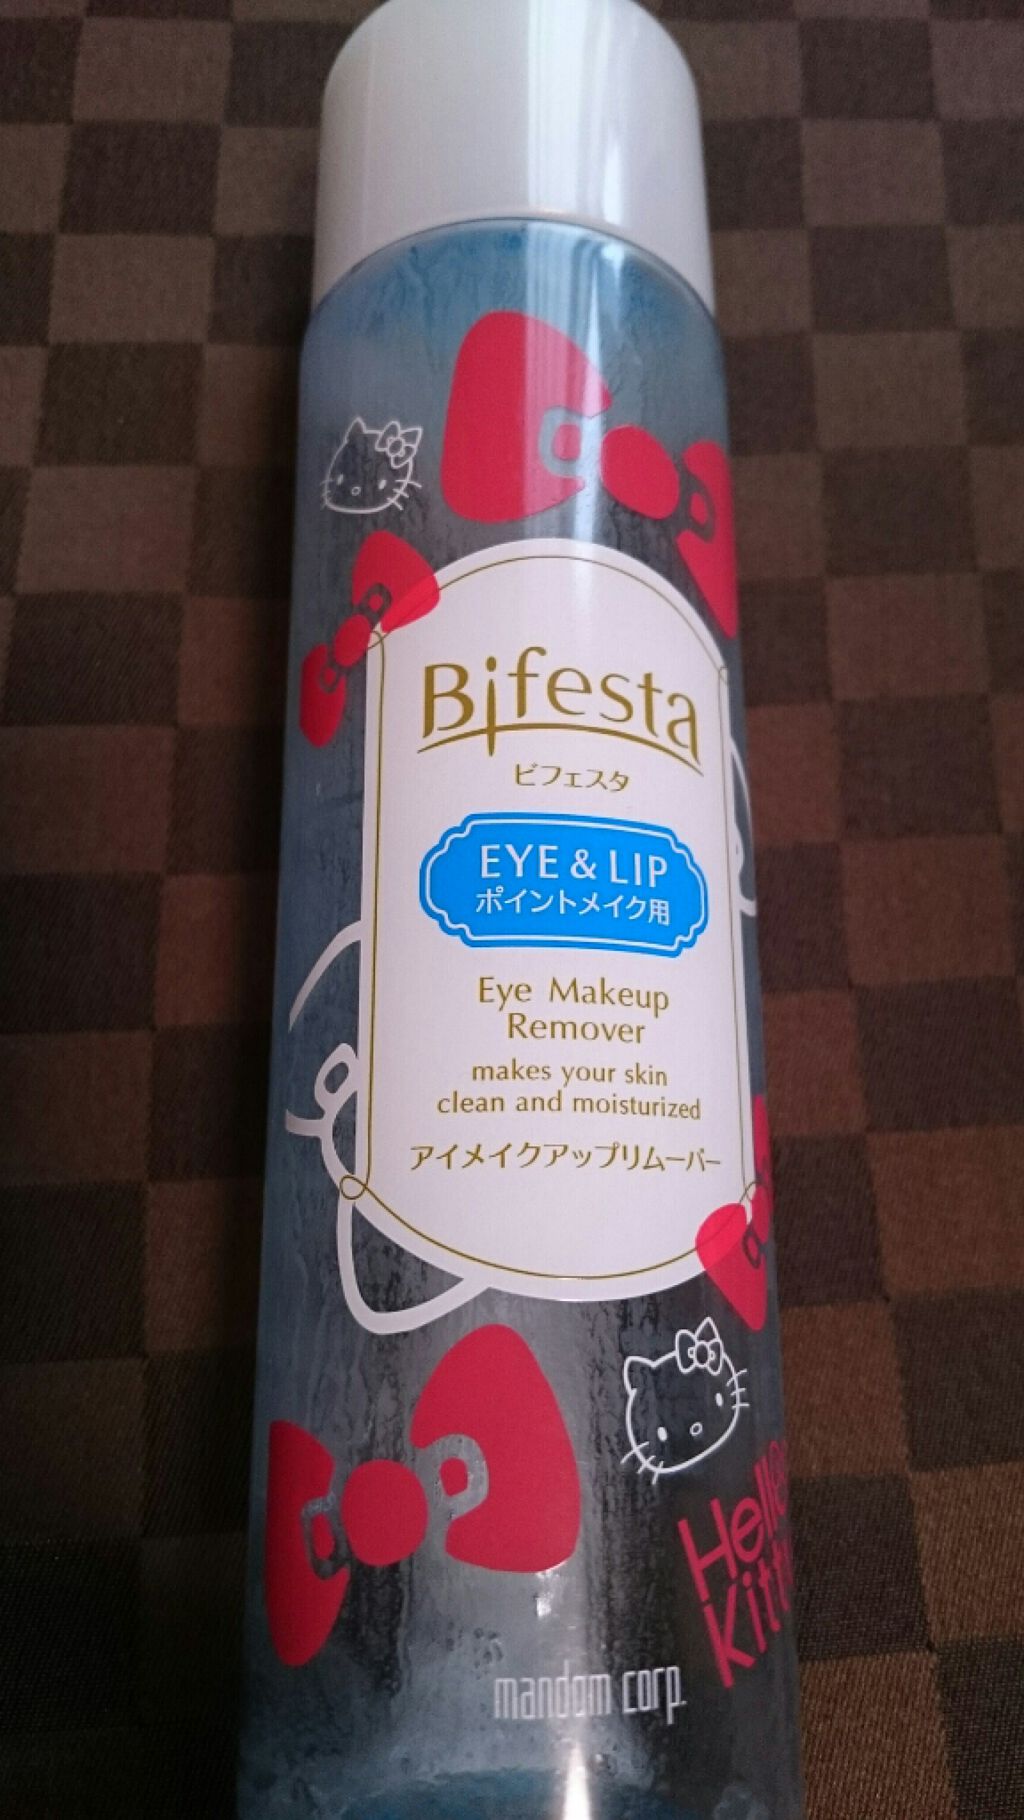 Bifesta
ビフェスタ
EYE & LIP
ポイントメイク用
Eye Makeup
Remover
makes your skin
clean and moisturized
アイメイクアップリムーバー
Hello
Kitty
mandom corp.